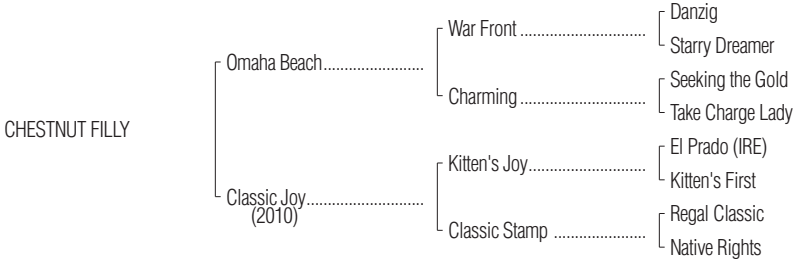 Danzig
War Front ..............................
Starry Dreamer
Omaha Beach........................
Seeking the Gold
Charming ..............................
Take Charge Lady
CHESTNUT FILLY
El Prado (IRE)
Kitten's Joy............................
Kitten's First
Classic Joy............................
(2010)
Regal Classic
Classic Stamp ......................
Native Rights